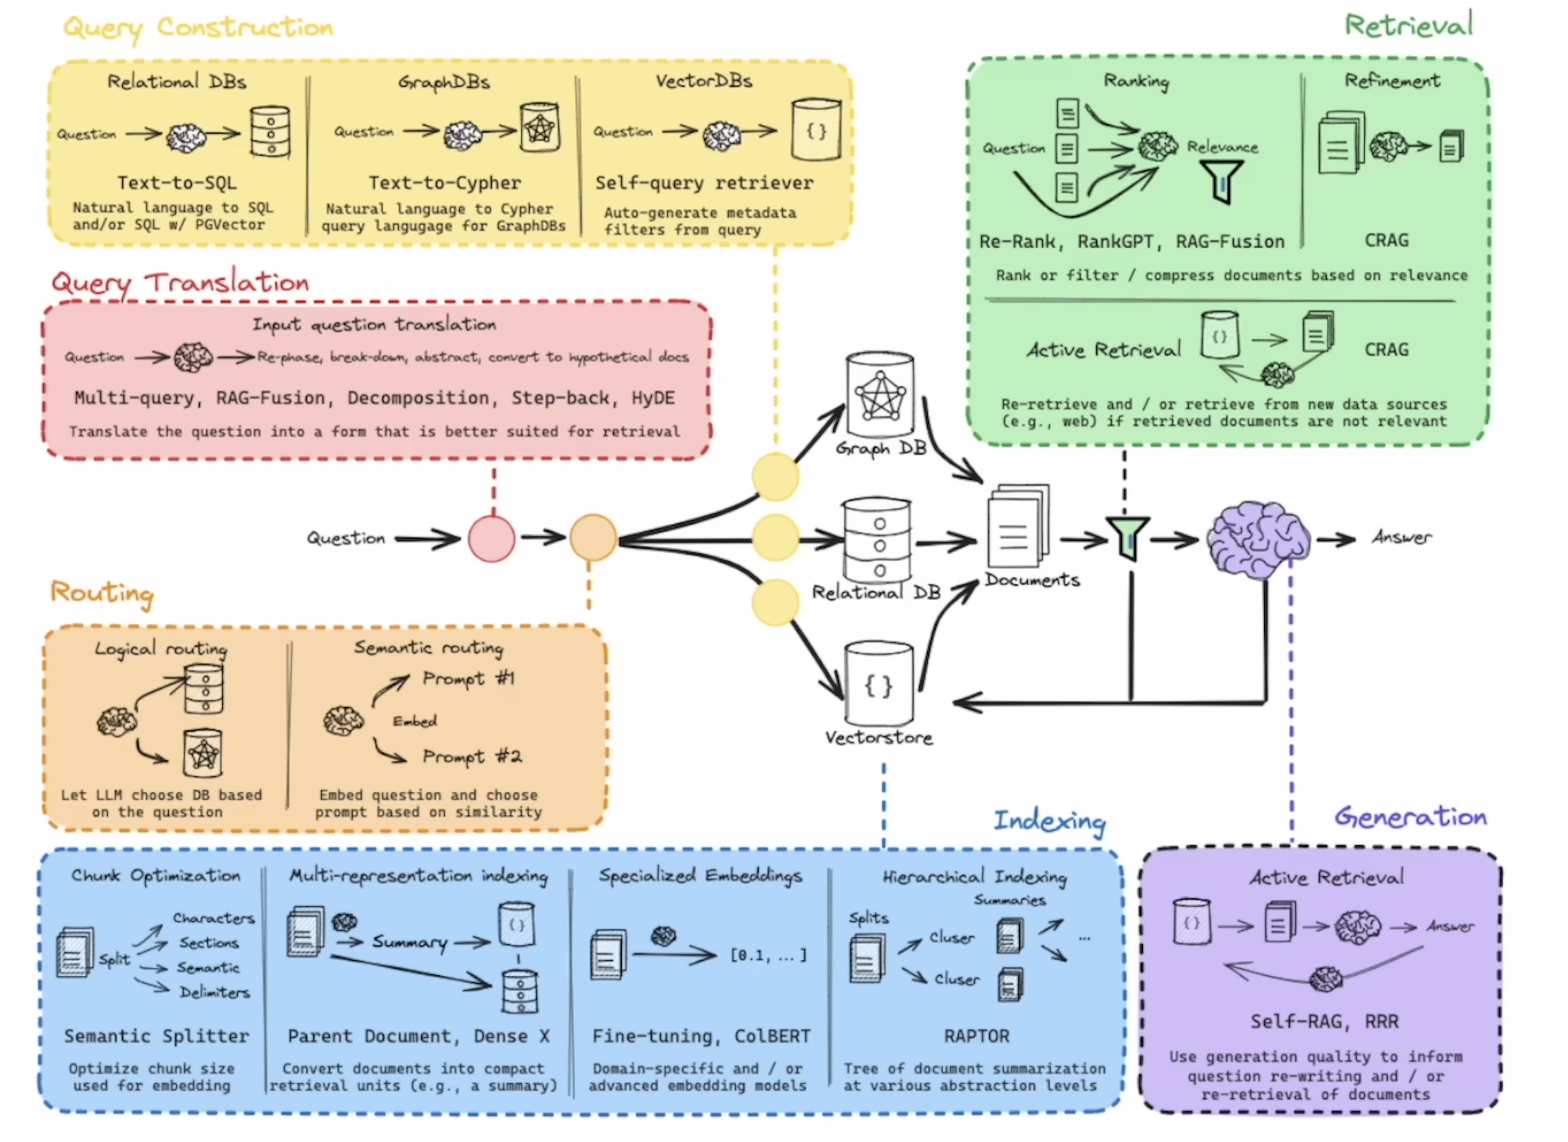 Query Construction
Relational DBs
Question
Text-to-SQL
Natural language to SQL
and/or SQL w/ PGVector
GraphDBs
Question
Text-to-Cypher
Natural language to Cypher
query langugage for GraphDBs
VectorDBs
Question
{}
Self-query retriever
Auto-generate metadata
filters from query
Retrieval
Ranking
Question
Relevance
Re-Rank, RankGPT, RAG-Fusion
Refinement
CRAG
Rank or filter / compress documents based on relevance
Active Retrieval
{}
CRAG
Re-retrieve and / or retrieve from new data sources
(e.g., web) if retrieved documents are not relevant
Query Translation
Input question translation
Question
Re-phase, break-down, abstract, convert to hypothetical docs
Multi-query, RAG-Fusion, Decomposition, Step-back, HyDE
Translate the question into a form that is better suited for retrieval
Question
Graph DB
Relational DB
{}
Vectorstore
Documents
Answer
Routing
Logical routing
Let LLM choose DB based
on the question
Semantic routing
Prompt #1
Embed
Prompt #2
Embed question and choose
prompt based on similarity
Indexing
Chunk Optimization
Split
Characters
Sections
Semantic
Delimiters
Semantic Splitter
Optimize chunk size
used for embedding
Multi-representation indexing
Summary
{}
Parent Document, Dense X
Convert documents into compact
retrieval units (e.g., a summary)
Specialized Embeddings
[0.1, ... ]
Fine-tuning, ColBERT
Domain-specific and / or
advanced embedding models
Hierarchical Indexing
Summaries
Splits
Cluser
Cluser
...
RAPTOR
Tree of document summarization
at various abstraction levels
Generation
Active Retrieval
{}
Answer
Self-RAG, RRR
Use generation quality to inform
question re-writing and / or
re-retrieval of documents